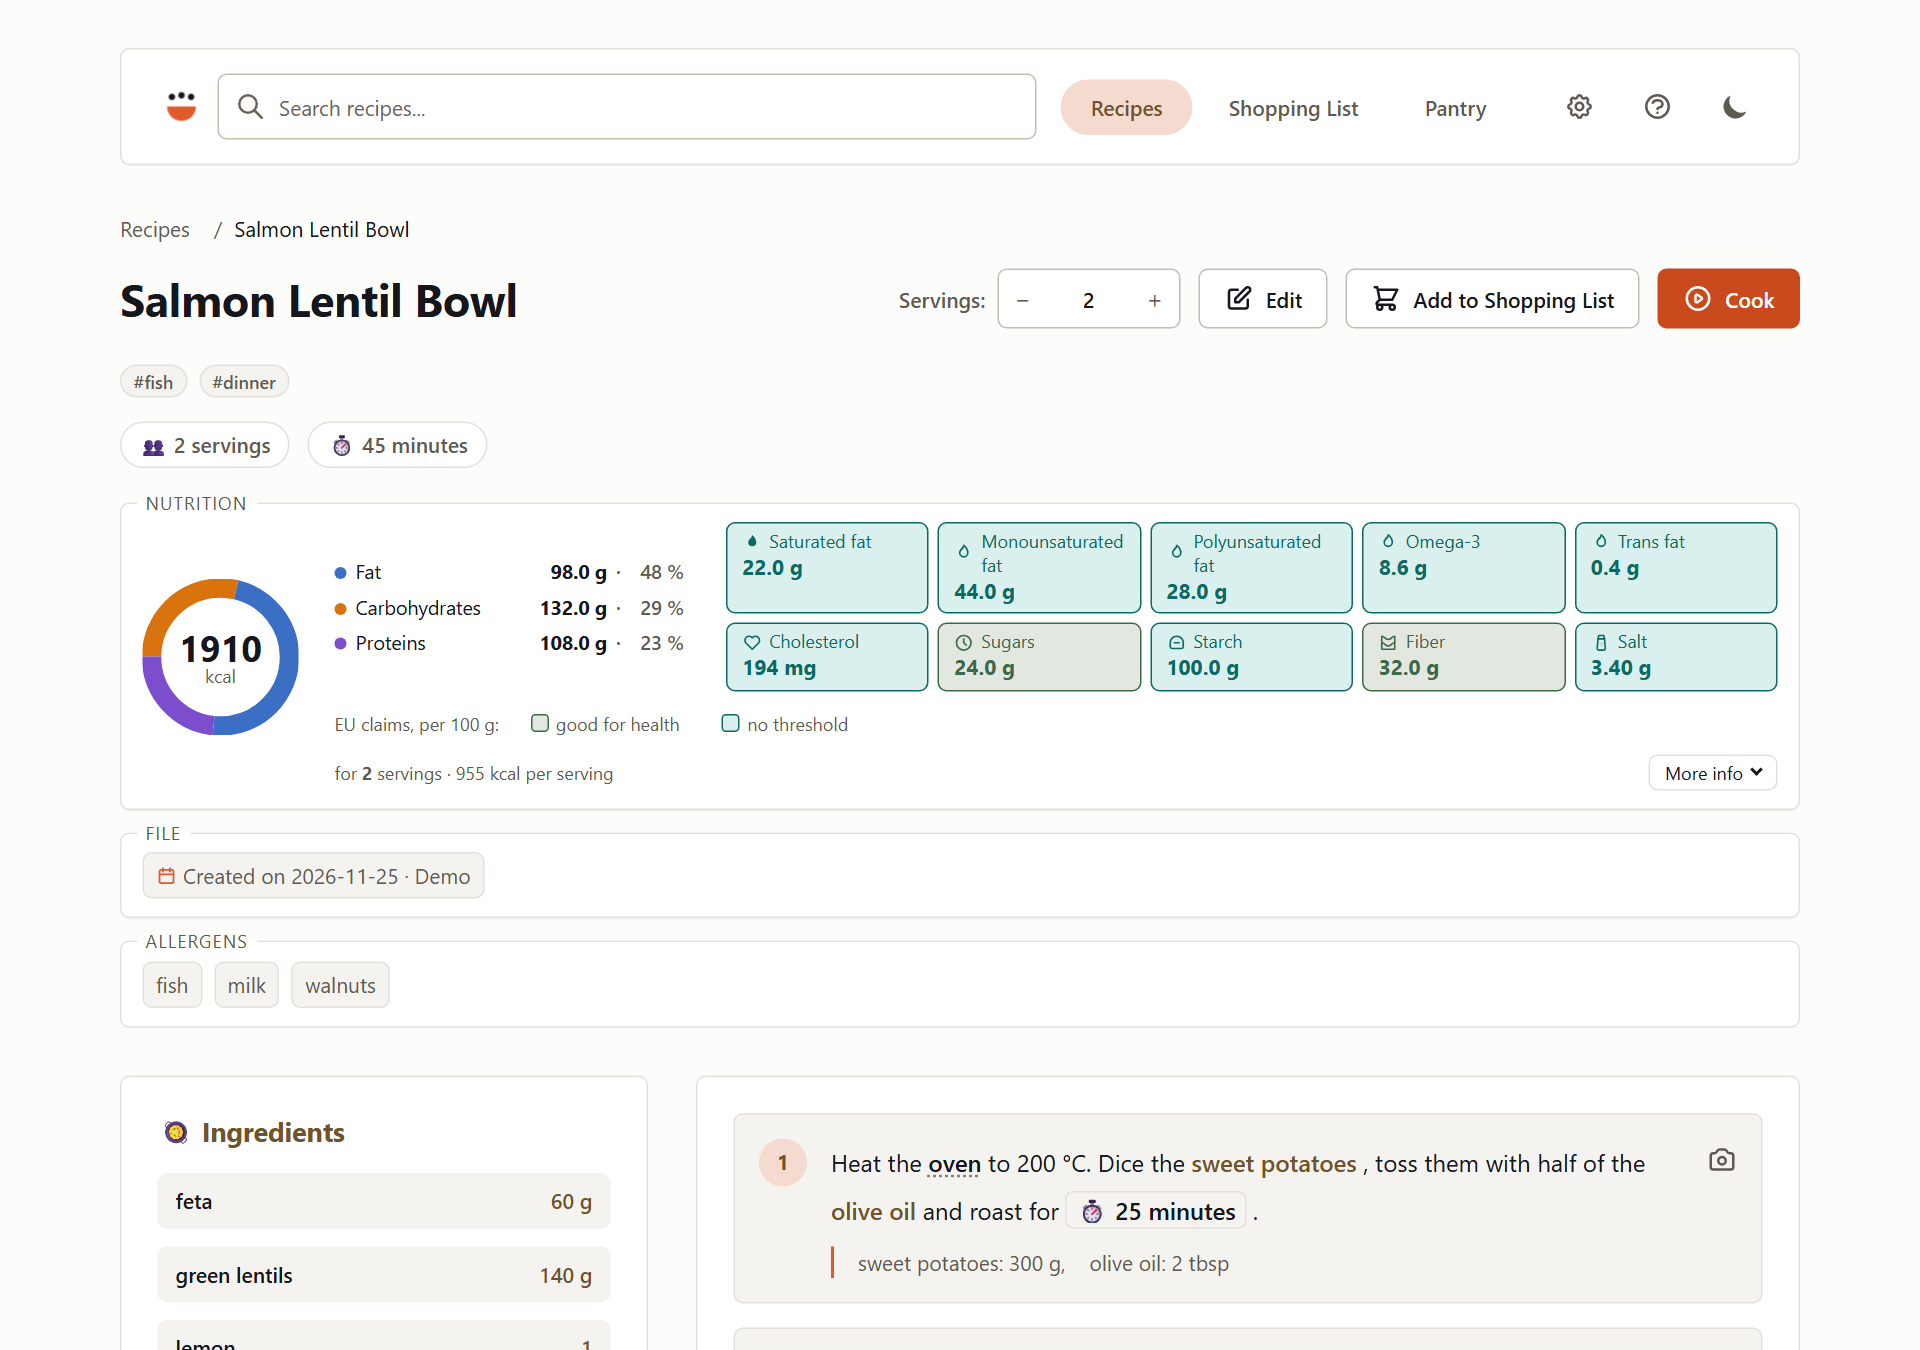 Search recipes...
Recipes
Shopping List
Pantry
Recipes / Salmon Lentil Bowl
Salmon Lentil Bowl
Servings: − 2 +
Edit
Add to Shopping List
Cook
#fish
#dinner
2 servings
45 minutes
NUTRITION
1910
kcal
Fat 98.0 g · 48 %
Carbohydrates 132.0 g · 29 %
Proteins 108.0 g · 23 %
Saturated fat
22.0 g
Monounsaturated
fat
44.0 g
Polyunsaturated
fat
28.0 g
Omega-3
8.6 g
Trans fat
0.4 g
Cholesterol
194 mg
Sugars
24.0 g
Starch
100.0 g
Fiber
32.0 g
Salt
3.40 g
EU claims, per 100 g: good for health no threshold
for 2 servings · 955 kcal per serving
More info
FILE
Created on 2026-11-25 · Demo
ALLERGENS
fish
milk
walnuts
Ingredients
feta 60 g
green lentils 140 g
lemon 1
1
Heat the oven to 200 °C. Dice the sweet potatoes , toss them with half of the
olive oil and roast for 25 minutes .
sweet potatoes: 300 g, olive oil: 2 tbsp